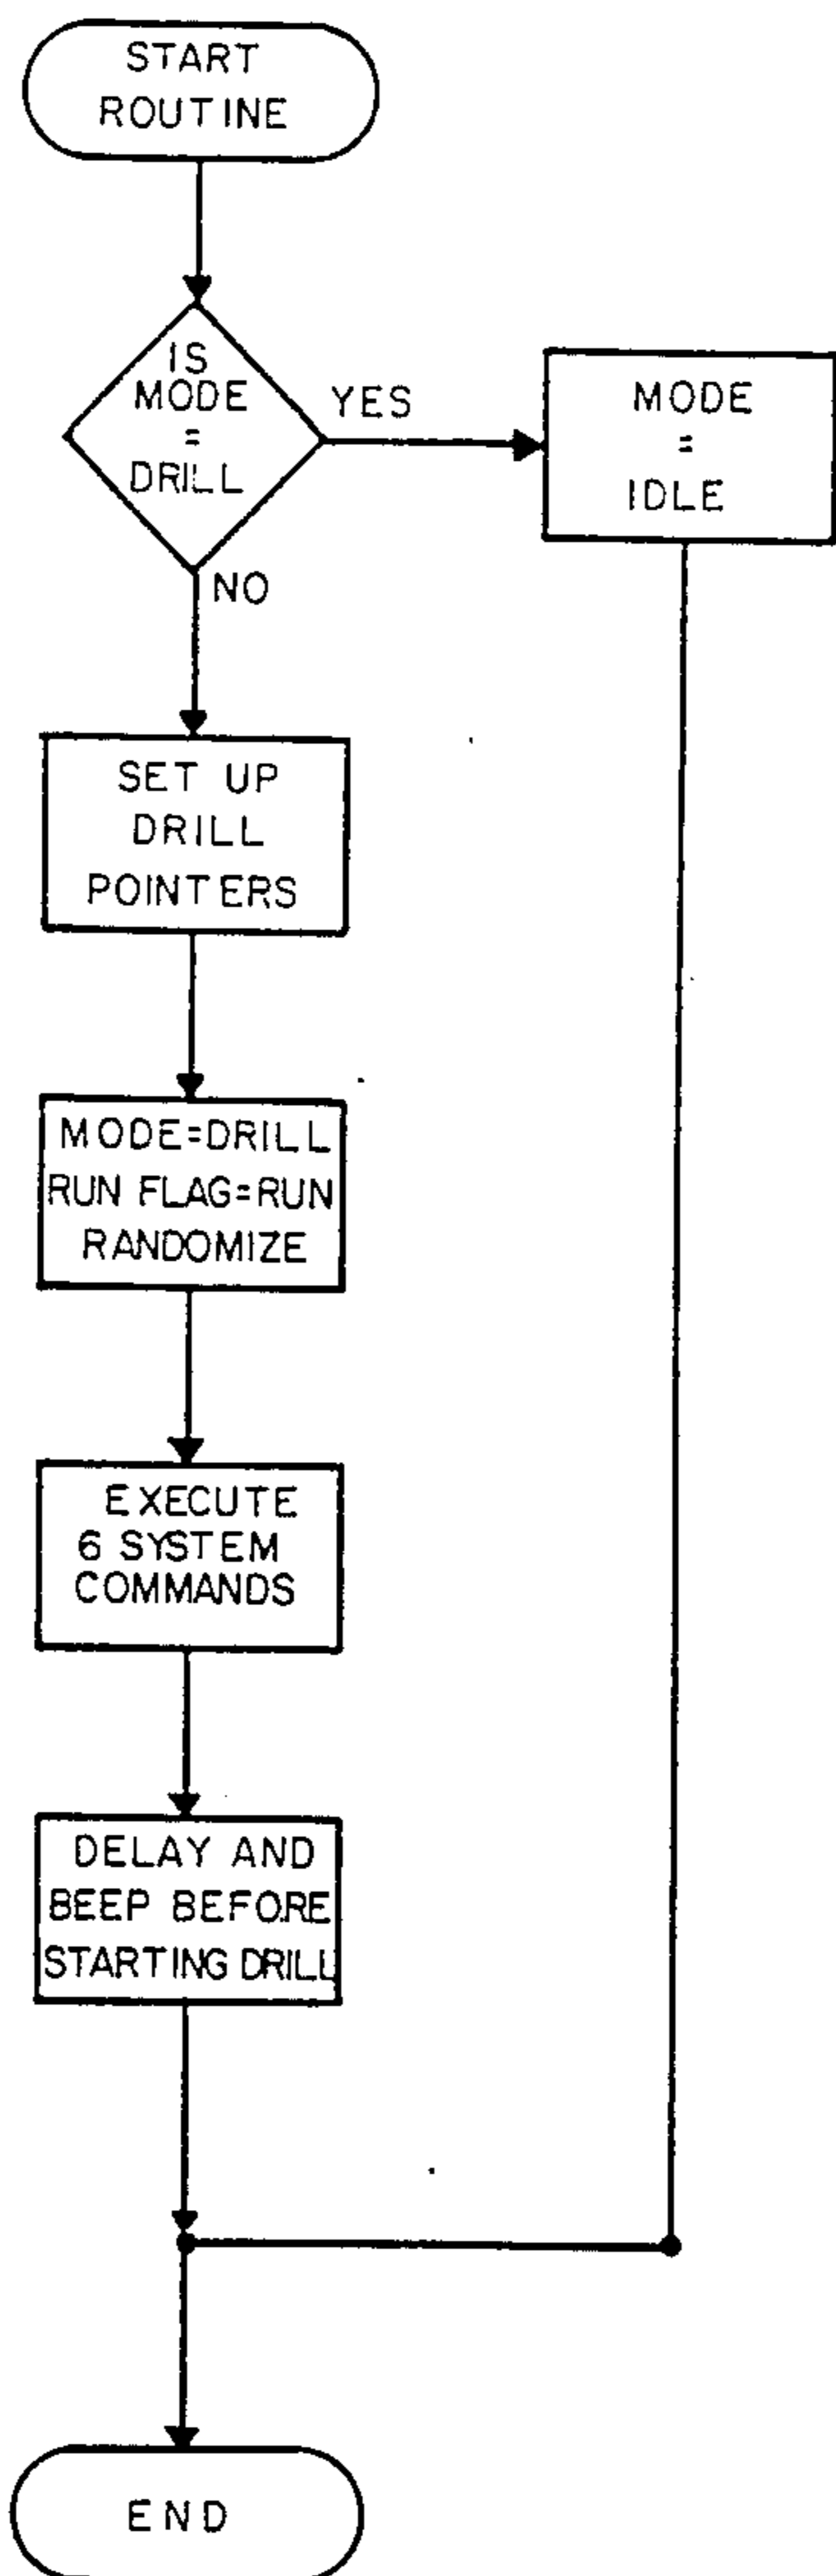 START
ROUTINE
IS
MODE
=
DRILL
YES
MODE
=
IDLE
NO
SET UP
DRILL
POINTERS
MODE=DRILL
RUN FLAG=RUN
RANDOMIZE
EXECUTE
6 SYSTEM
COMMANDS
DELAY AND
BEEP BEFORE
STARTING DRILL
END